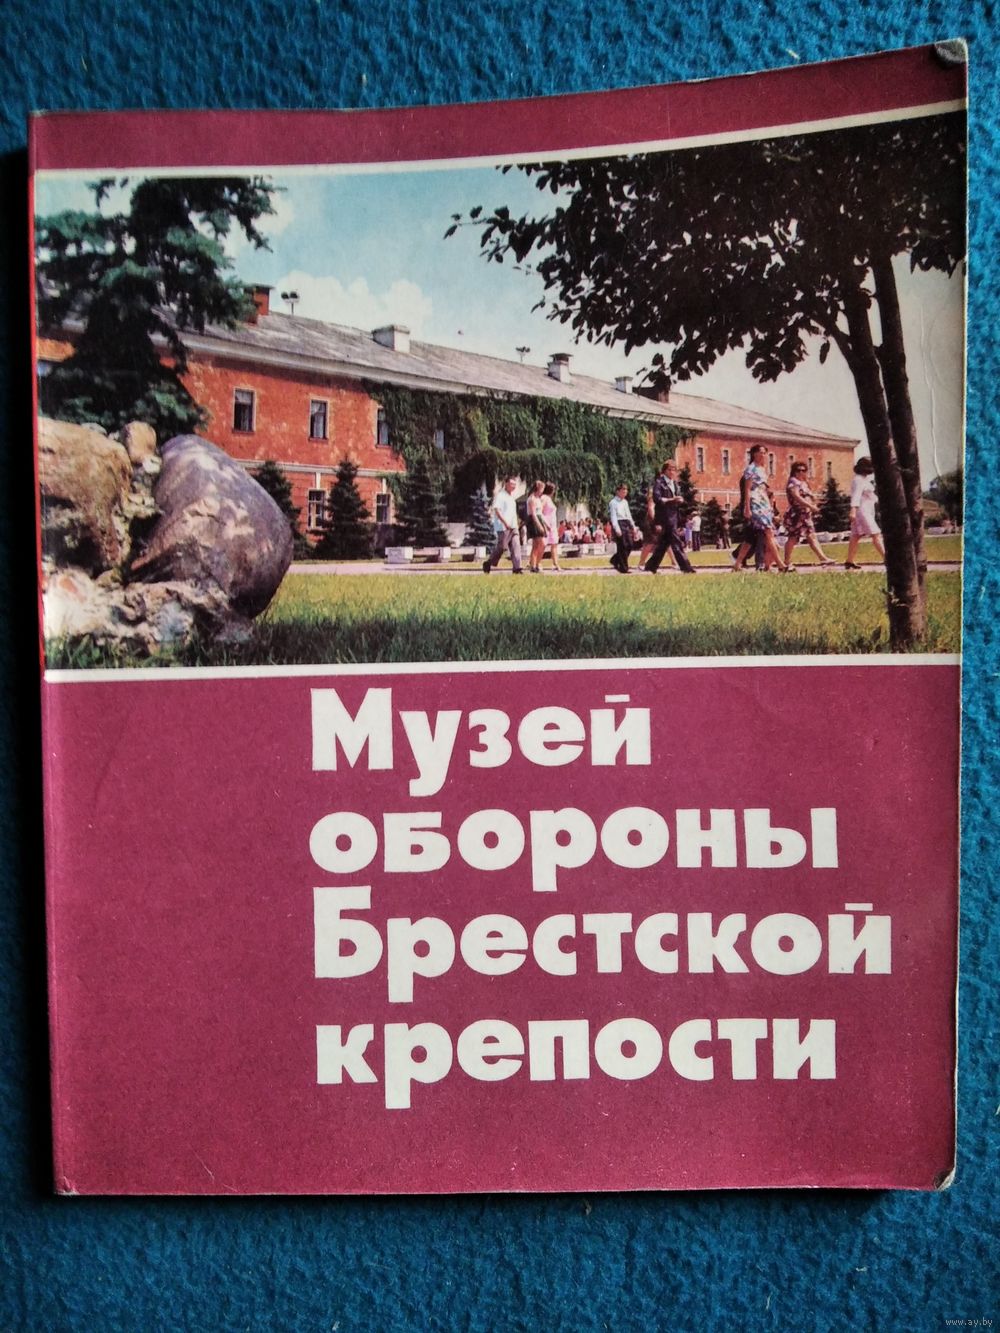 Музей
обороны
Брестской
крепости
www.ay.by